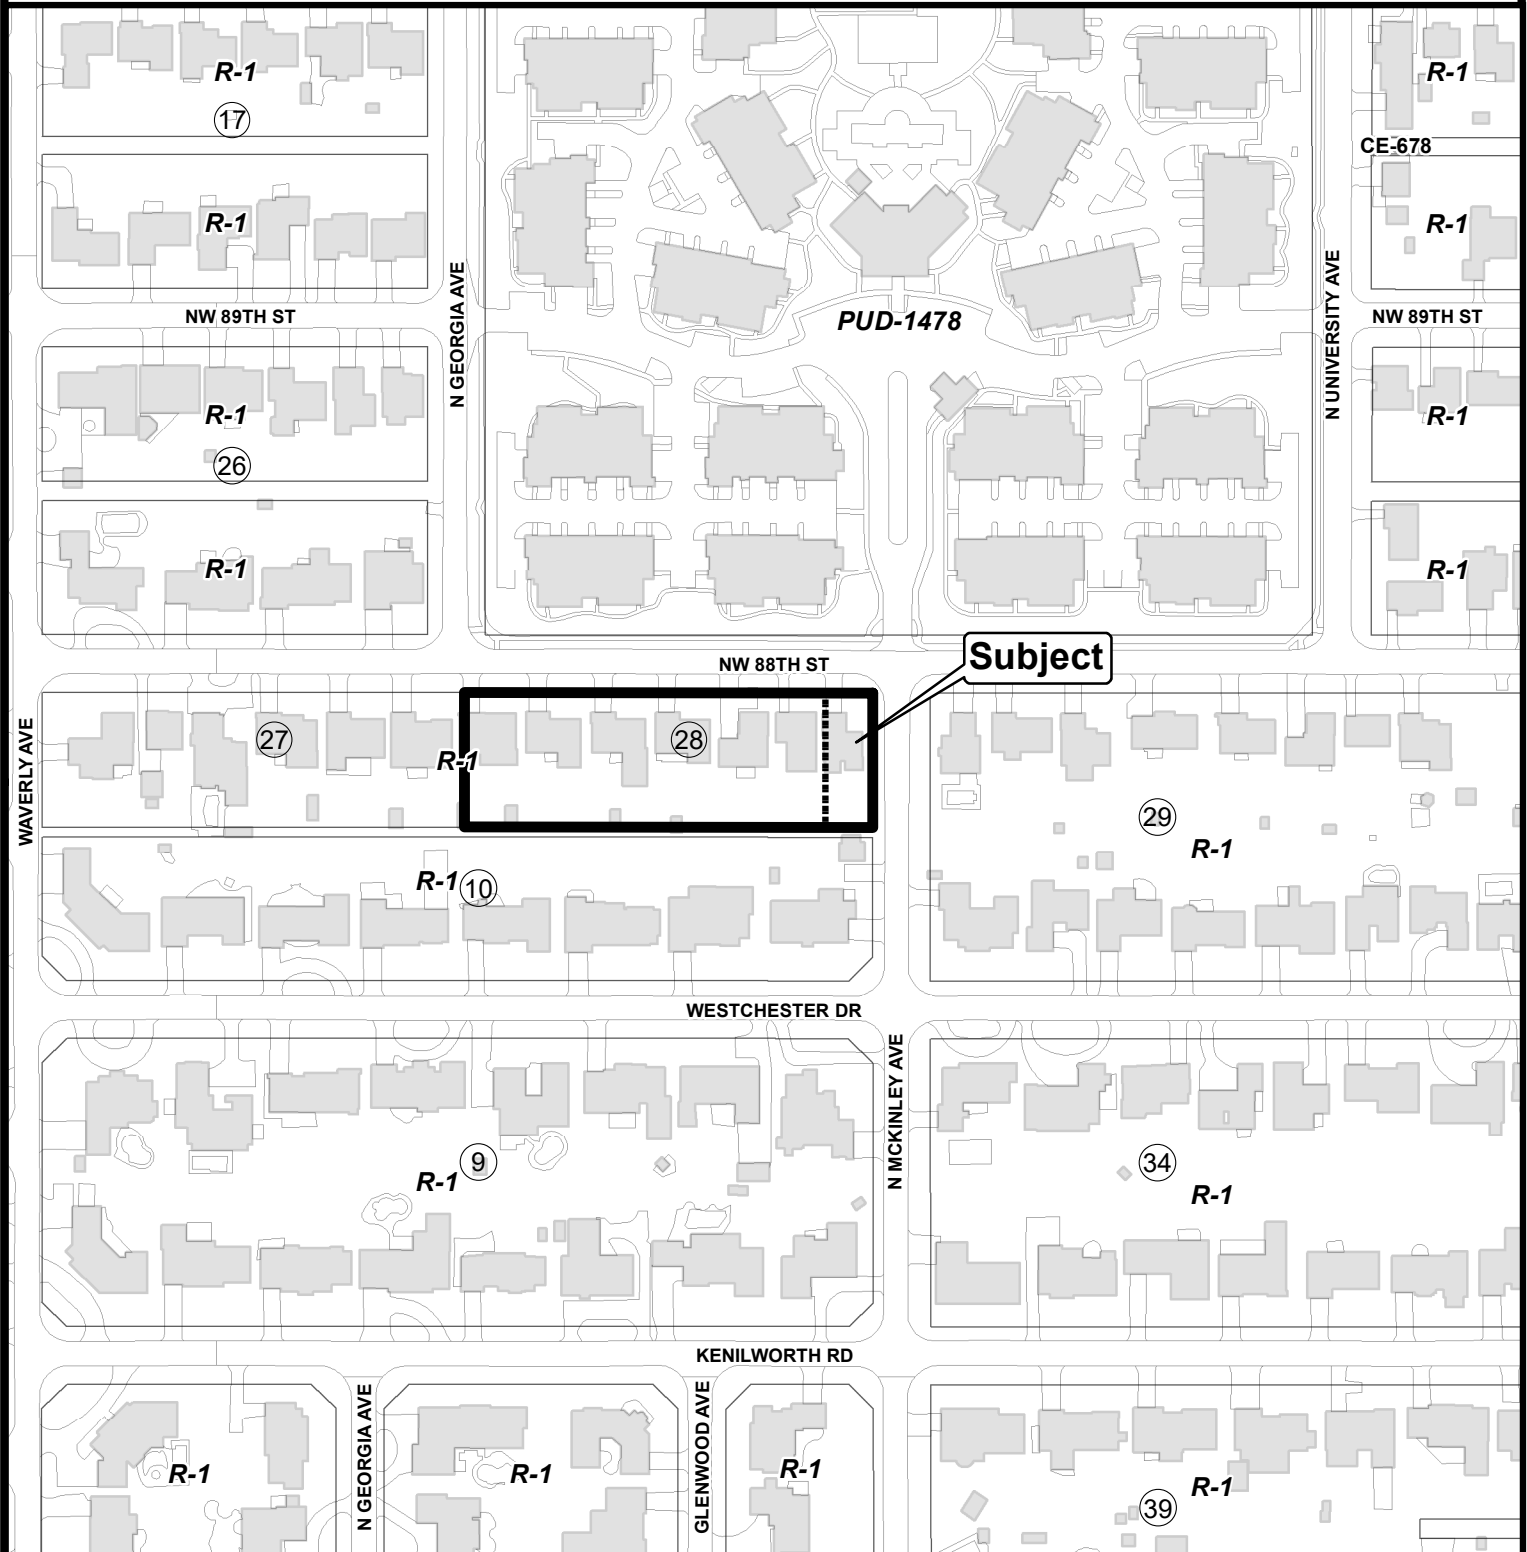 R-1
R-1
17
CE-678
R-1
R-1
N GEORGIA AVE
N UNIVERSITY AVE
NW 89TH ST
PUD-1478
NW 89TH ST
R-1
R-1
26
R-1
R-1
NW 88TH ST
Subject
WAVERLY AVE
27
28
R-1
29
R-1
R-1
10
WESTCHESTER DR
N MCKINLEY AVE
9
34
R-1
R-1
KENILWORTH RD
N GEORGIA AVE
GLENWOOD AVE
R-1
R-1
R-1
R-1
39